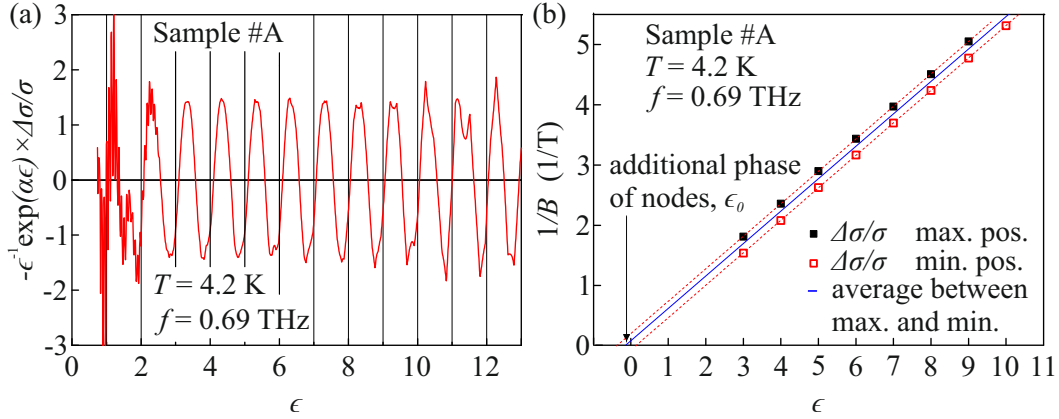 (a)
3
2
1
0
-1
-2
-3
-ϵ⁻¹exp(αϵ)×Δσ/σ
Sample #A
T = 4.2 K
f = 0.69 THz
0 2 4 6 8 10 12
ϵ
(b)
5
4
3
2
1
0
1/B (1/T)
Sample #A
T = 4.2 K
f = 0.69 THz
additional phase
of nodes, ϵ₀
Δσ/σ max. pos.
Δσ/σ min. pos.
average between
max. and min.
0 1 2 3 4 5 6 7 8 9 10 11
ϵ